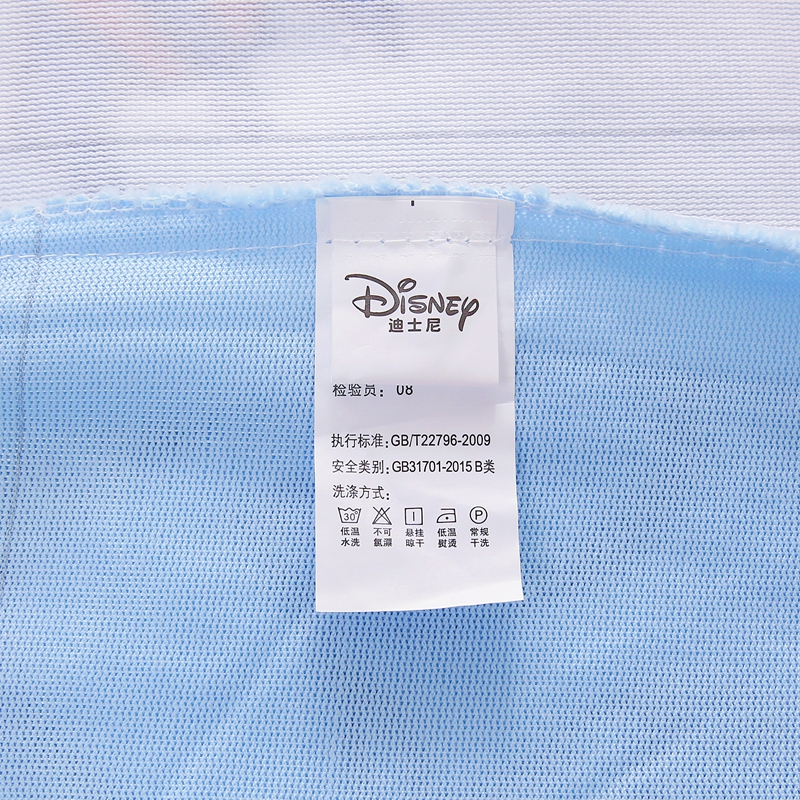 Disney
迪士尼
检验员: 08
执行标准:GB/T22796-2009
安全类别:GB31701-2015 B类
洗涤方式:
30 P
低温 不可 悬挂 低温 常规
水洗 氯漂 晾干 熨烫 干洗